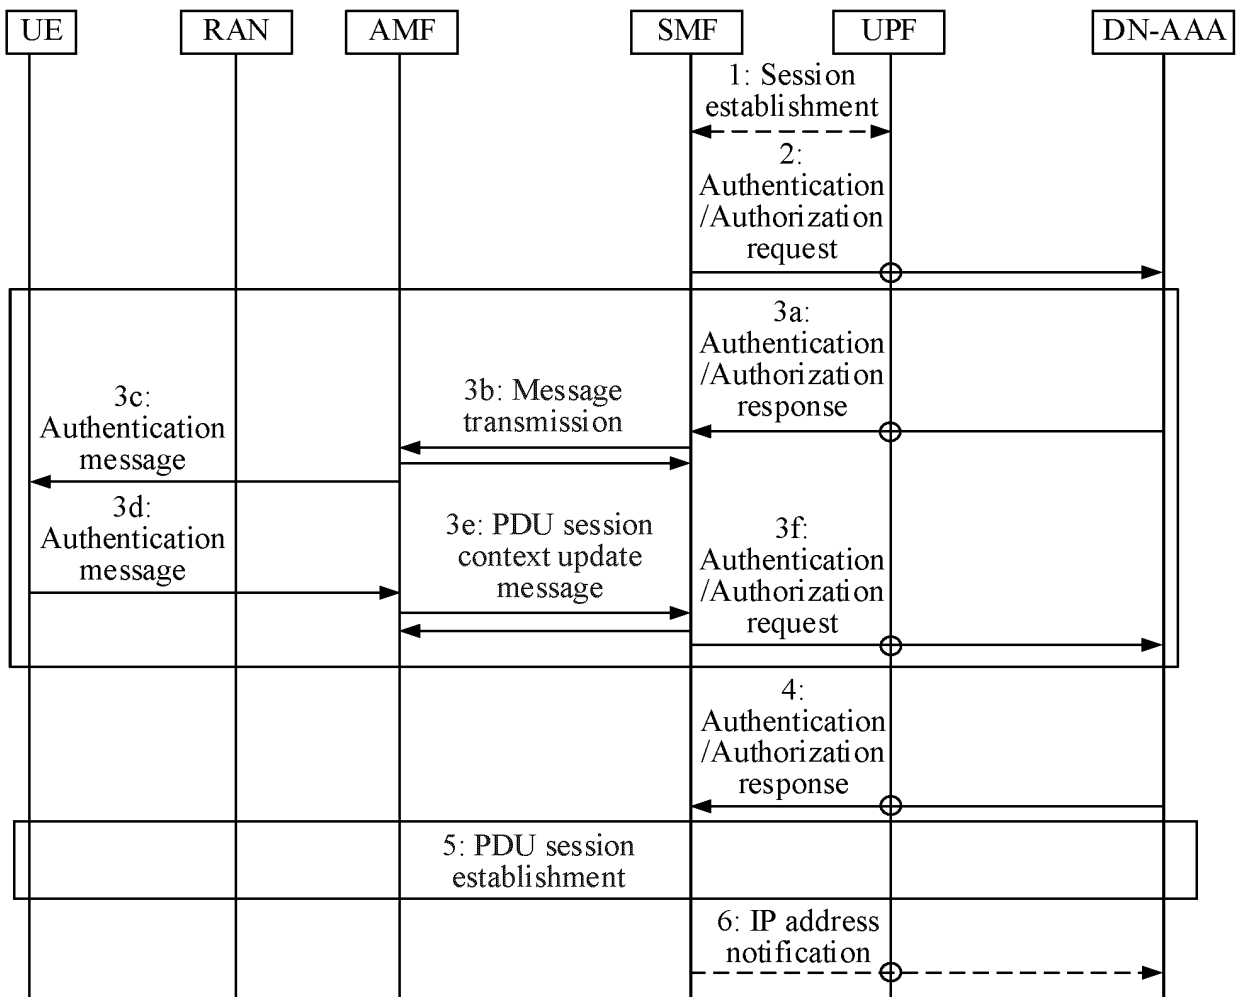 UE
RAN
AMF
SMF
UPF
DN-AAA
1: Session
establishment
2:
Authentication
/Authorization
request
3a:
Authentication
/Authorization
response
3b: Message
transmission
3c:
Authentication
message
3d:
Authentication
message
3e: PDU session
context update
message
3f:
Authentication
/Authorization
request
4:
Authentication
/Authorization
response
5: PDU session
establishment
6: IP address
notification